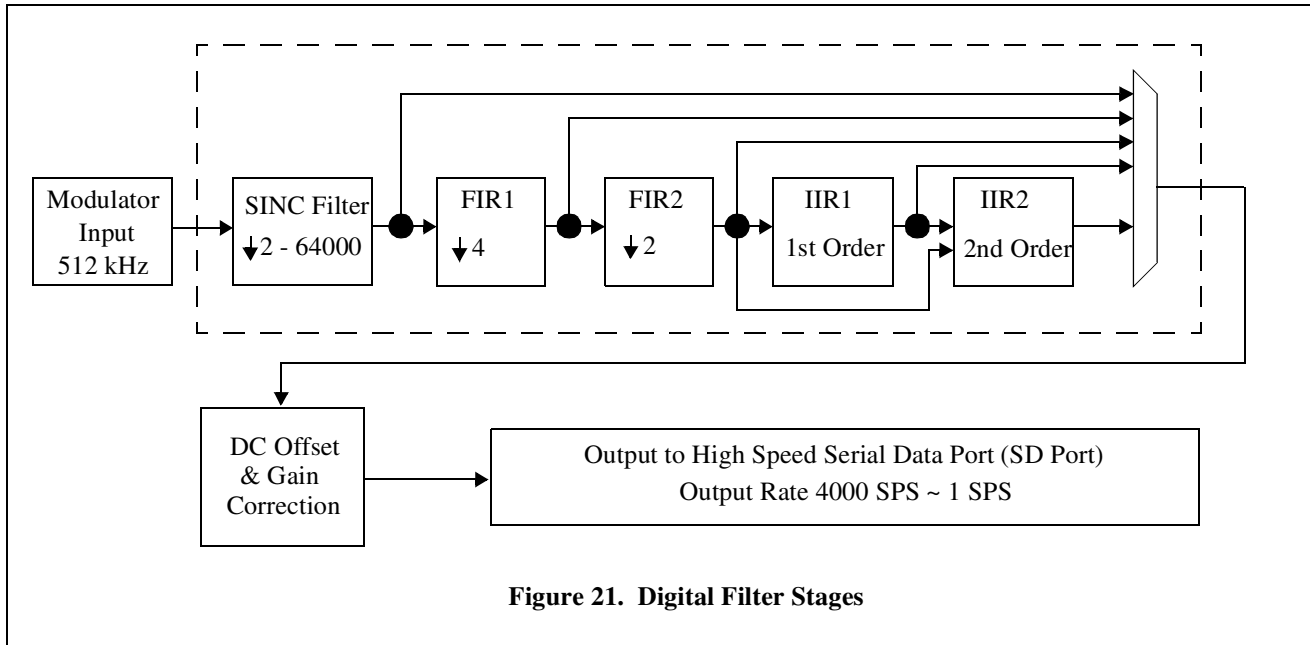 Modulator
Input
512 kHz
SINC Filter
2 - 64000
FIR1
4
FIR2
2
IIR1
1st Order
IIR2
2nd Order
DC Offset
& Gain
Correction
Output to High Speed Serial Data Port (SD Port)
Output Rate 4000 SPS ~ 1 SPS
Figure 21. Digital Filter Stages